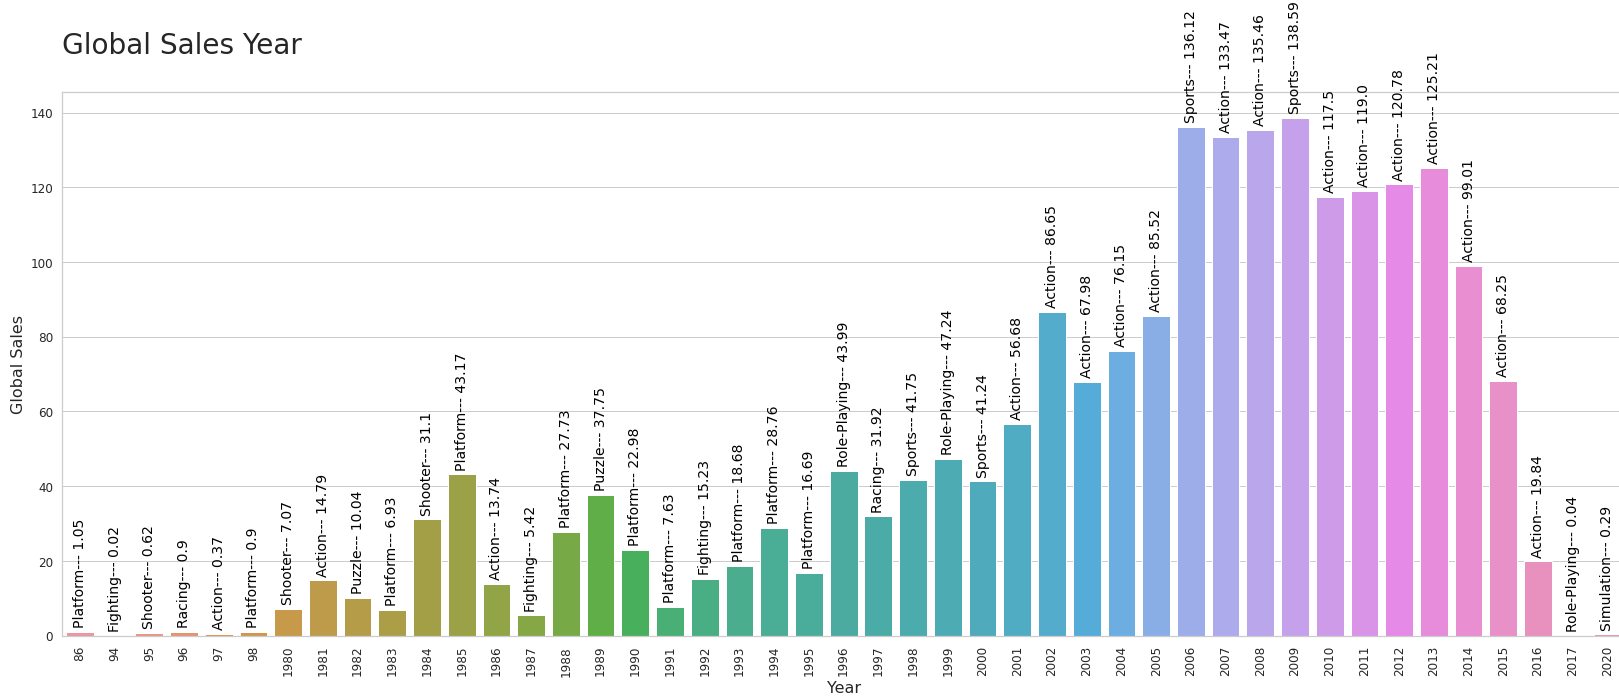 Global Sales Year
Global Sales
140
120
100
80
60
40
20
0
Platform--- 1.05
Fighting--- 0.02
Shooter--- 0.62
Racing--- 0.9
Action--- 0.37
Platform--- 0.9
Shooter--- 7.07
Action--- 14.79
Puzzle--- 10.04
Platform--- 6.93
Shooter--- 31.1
Platform--- 43.17
Action--- 13.74
Fighting--- 5.42
Platform--- 27.73
Puzzle--- 37.75
Platform--- 22.98
Platform--- 7.63
Fighting--- 15.23
Platform--- 18.68
Platform--- 28.76
Platform--- 16.69
Role-Playing--- 43.99
Racing--- 31.92
Sports--- 41.75
Role-Playing--- 47.24
Sports--- 41.24
Action--- 56.68
Action--- 86.65
Action--- 67.98
Action--- 76.15
Action--- 85.52
Sports--- 136.12
Action--- 133.47
Action--- 135.46
Sports--- 138.59
Action--- 117.5
Action--- 119.0
Action--- 120.78
Action--- 125.21
Action--- 99.01
Action--- 68.25
Action--- 19.84
Role-Playing--- 0.04
Simulation--- 0.29
86
94
95
96
97
98
1980
1981
1982
1983
1984
1985
1986
1987
1988
1989
1990
1991
1992
1993
1994
1995
1996
1997
1998
1999
2000
2001
2002
2003
2004
2005
2006
2007
2008
2009
2010
2011
2012
2013
2014
2015
2016
2017
2020
Year